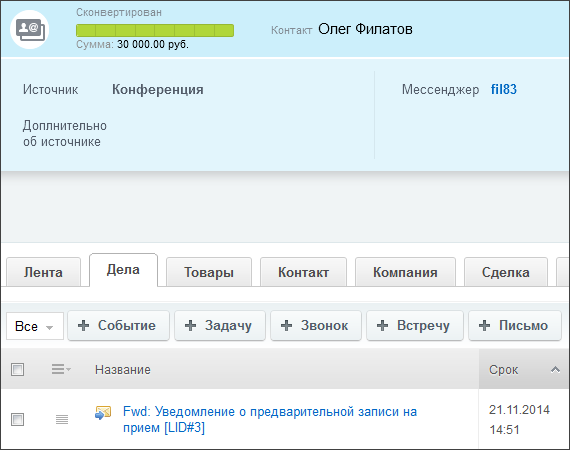 Сконвертирован
Сумма: 30 000.00 руб.
Контакт Олег Филатов
Источник Конференция
Мессенджер fil83
Доплнительно
об источнике
Лента Дела Товары Контакт Компания Сделка
Все + Событие + Задачу + Звонок + Встречу + Письмо
Название Срок
Fwd: Уведомление о предварительной записи на
прием [LID#3]
21.11.2014
14:51